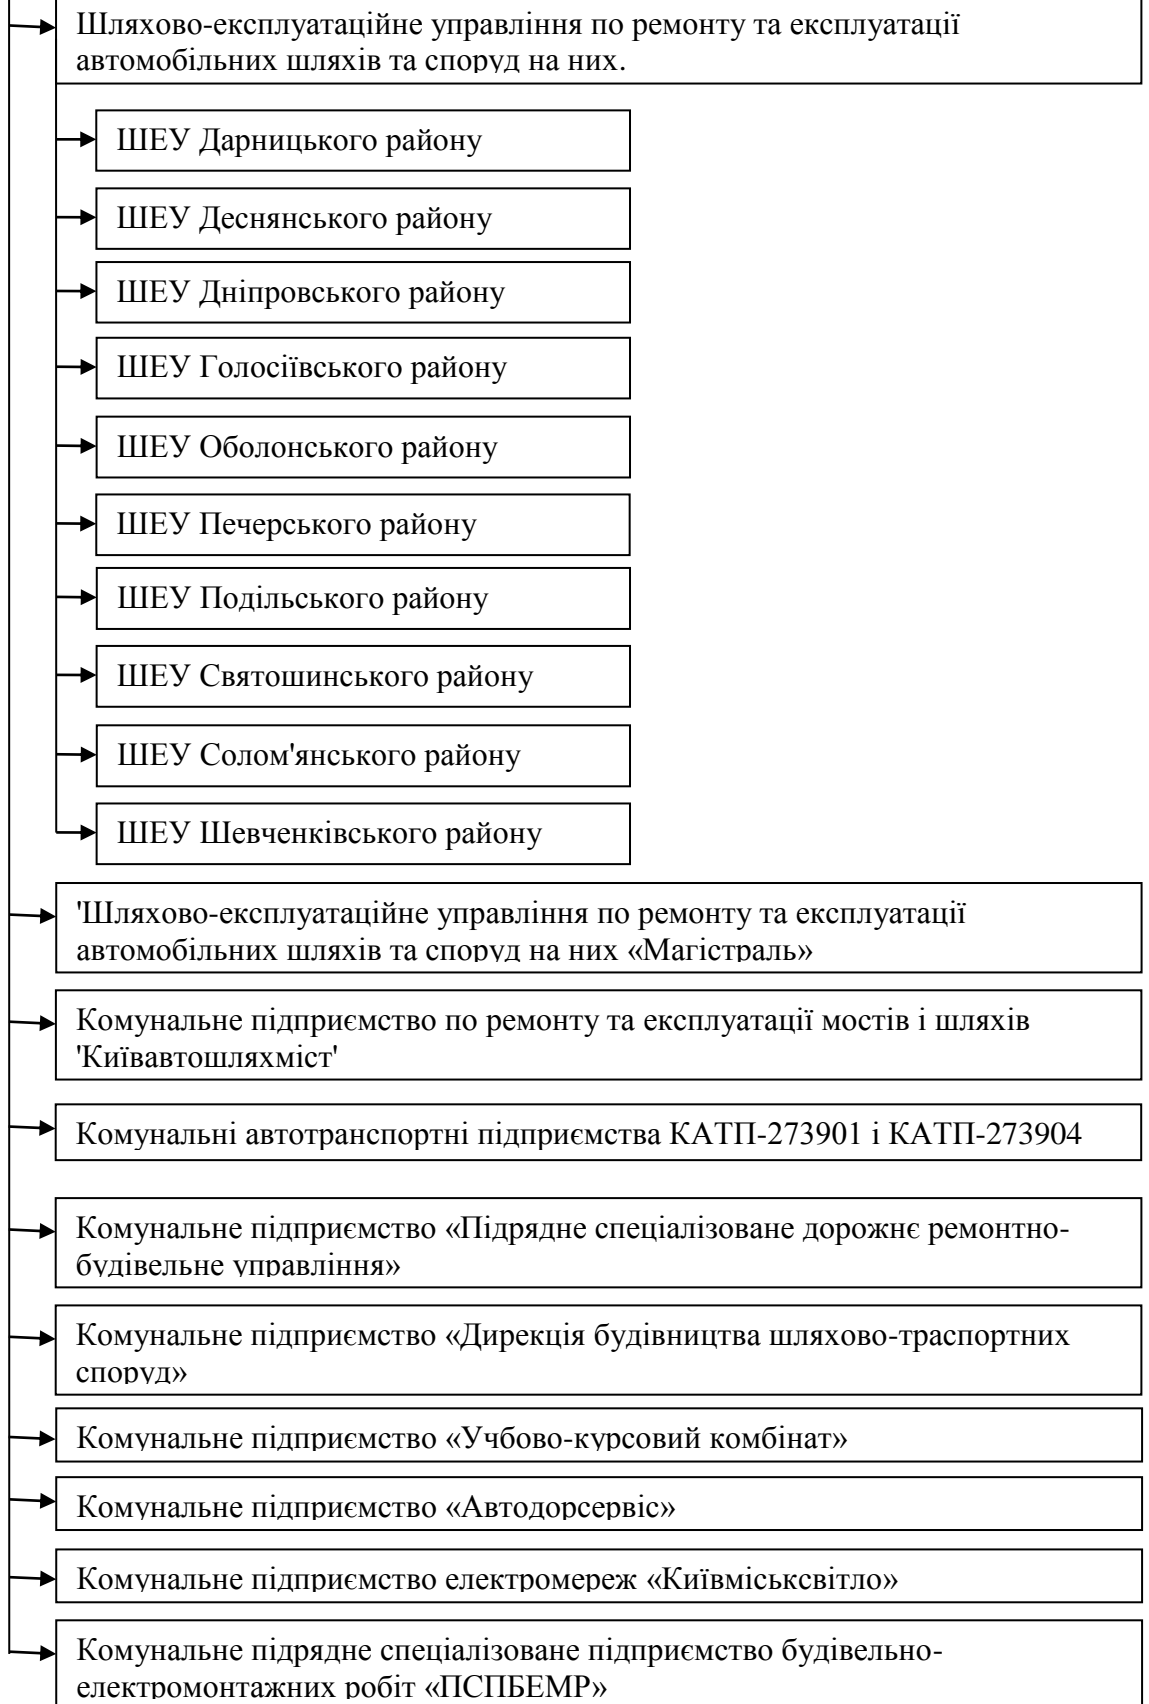 Шляхово-експлуатаційне управління по ремонту та експлуатації
автомобільних шляхів та споруд на них.
ШЕУ Дарницького району
ШЕУ Деснянського району
ШЕУ Дніпровського району
ШЕУ Голосіївського району
ШЕУ Оболонського району
ШЕУ Печерського району
ШЕУ Подільського району
ШЕУ Святошинського району
ШЕУ Солом'янського району
ШЕУ Шевченківського району
'Шляхово-експлуатаційне управління по ремонту та експлуатації
автомобільних шляхів та споруд на них «Магістраль»
Комунальне підприємство по ремонту та експлуатації мостів і шляхів
'Київавтошляхміст'
Комунальні автотранспортні підприємства КАТП-273901 і КАТП-273904
Комунальне підприємство «Підрядне спеціалізоване дорожнє ремонтно-
будівельне управління»
Комунальне підприємство «Дирекція будівництва шляхово-траспортних
споруд»
Комунальне підприємство «Учбово-курсовий комбінат»
Комунальне підприємство «Автодорсервіс»
Комунальне підприємство електромереж «Київміськсвітло»
Комунальне підрядне спеціалізоване підприємство будівельно-
електромонтажних робіт «ПСПБЕМР»